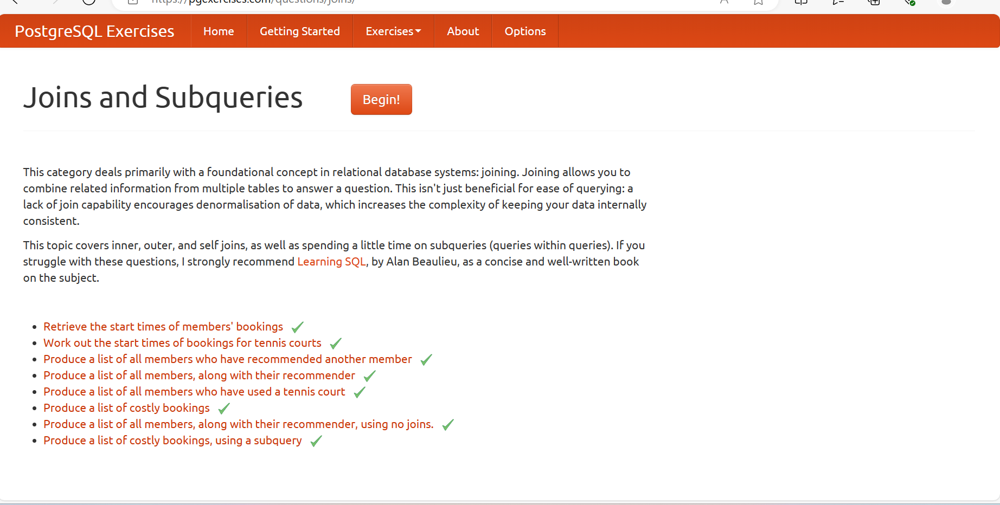 https://pgexercises.com/questions/joins/
PostgreSQL Exercises Home Getting Started Exercises About Options
Joins and Subqueries Begin!
This category deals primarily with a foundational concept in relational database systems: joining. Joining allows you to
combine related information from multiple tables to answer a question. This isn't just beneficial for ease of querying: a
lack of join capability encourages denormalisation of data, which increases the complexity of keeping your data internally
consistent.
This topic covers inner, outer, and self joins, as well as spending a little time on subqueries (queries within queries). If you
struggle with these questions, I strongly recommend Learning SQL, by Alan Beaulieu, as a concise and well-written book
on the subject.
Retrieve the start times of members' bookings
Work out the start times of bookings for tennis courts
Produce a list of all members who have recommended another member
Produce a list of all members, along with their recommender
Produce a list of all members who have used a tennis court
Produce a list of costly bookings
Produce a list of all members, along with their recommender, using no joins.
Produce a list of costly bookings, using a subquery